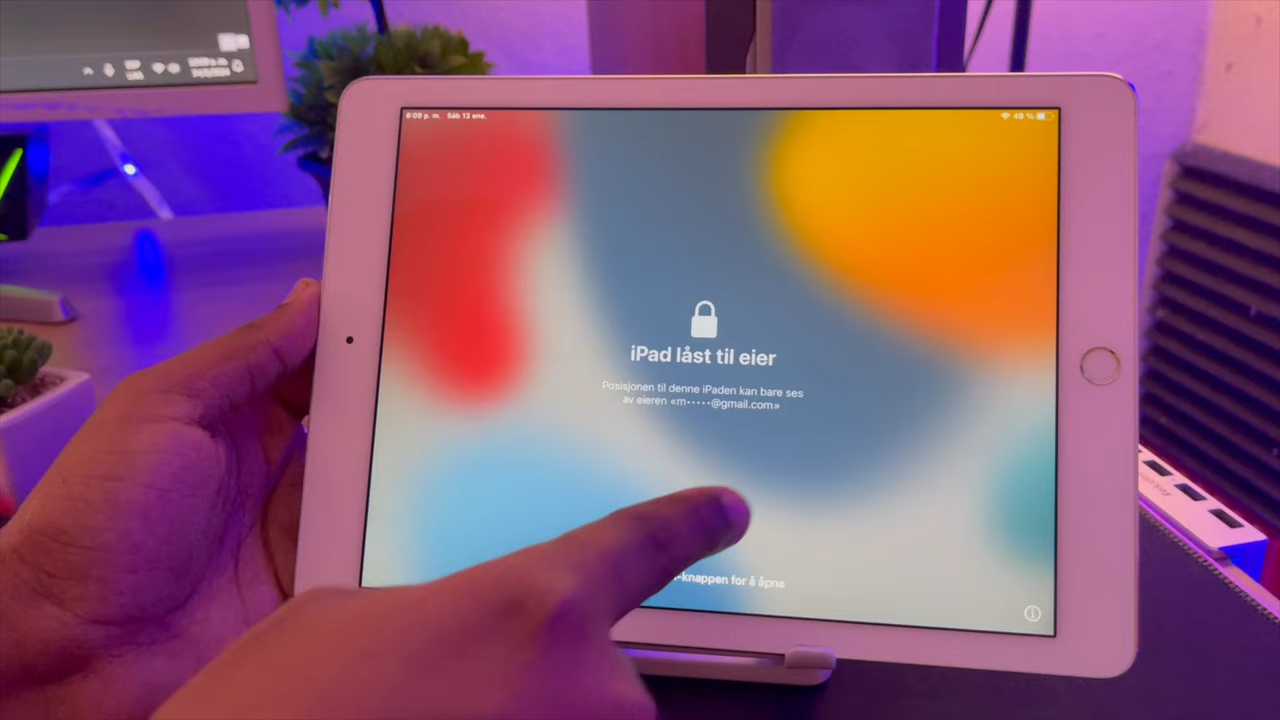 8:09 p. m. Sáb 13 ene.
49 %
iPad låst til eier
Posisjonen til denne iPaden kan bare ses
av eieren «m•••••@gmail.com»
-knappen for å åpne